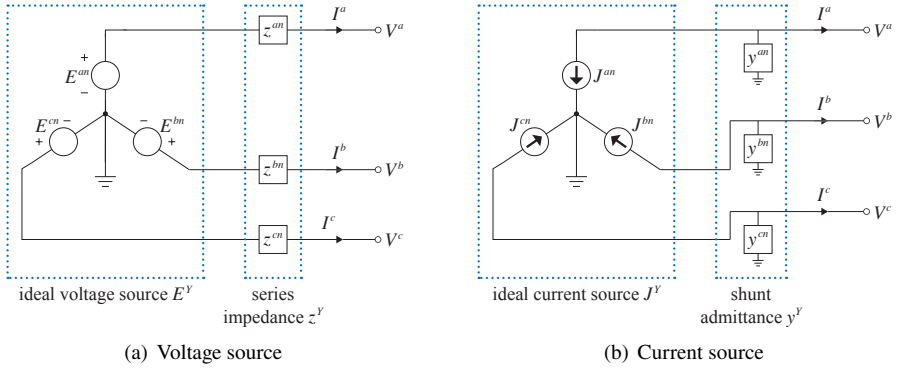 I^a
z^{an}
V^a
+
E^{an}
−
E^{cn} −
+
− E^{bn}
+
I^b
z^{bn}
V^b
I^c
z^{cn}
V^c
ideal voltage source E^Y
series
impedance z^Y
(a) Voltage source
I^a
V^a
y^{an}
J^{an}
J^{cn}
J^{bn}
I^b
V^b
y^{bn}
I^c
V^c
y^{cn}
ideal current source J^Y
shunt
admittance y^Y
(b) Current source